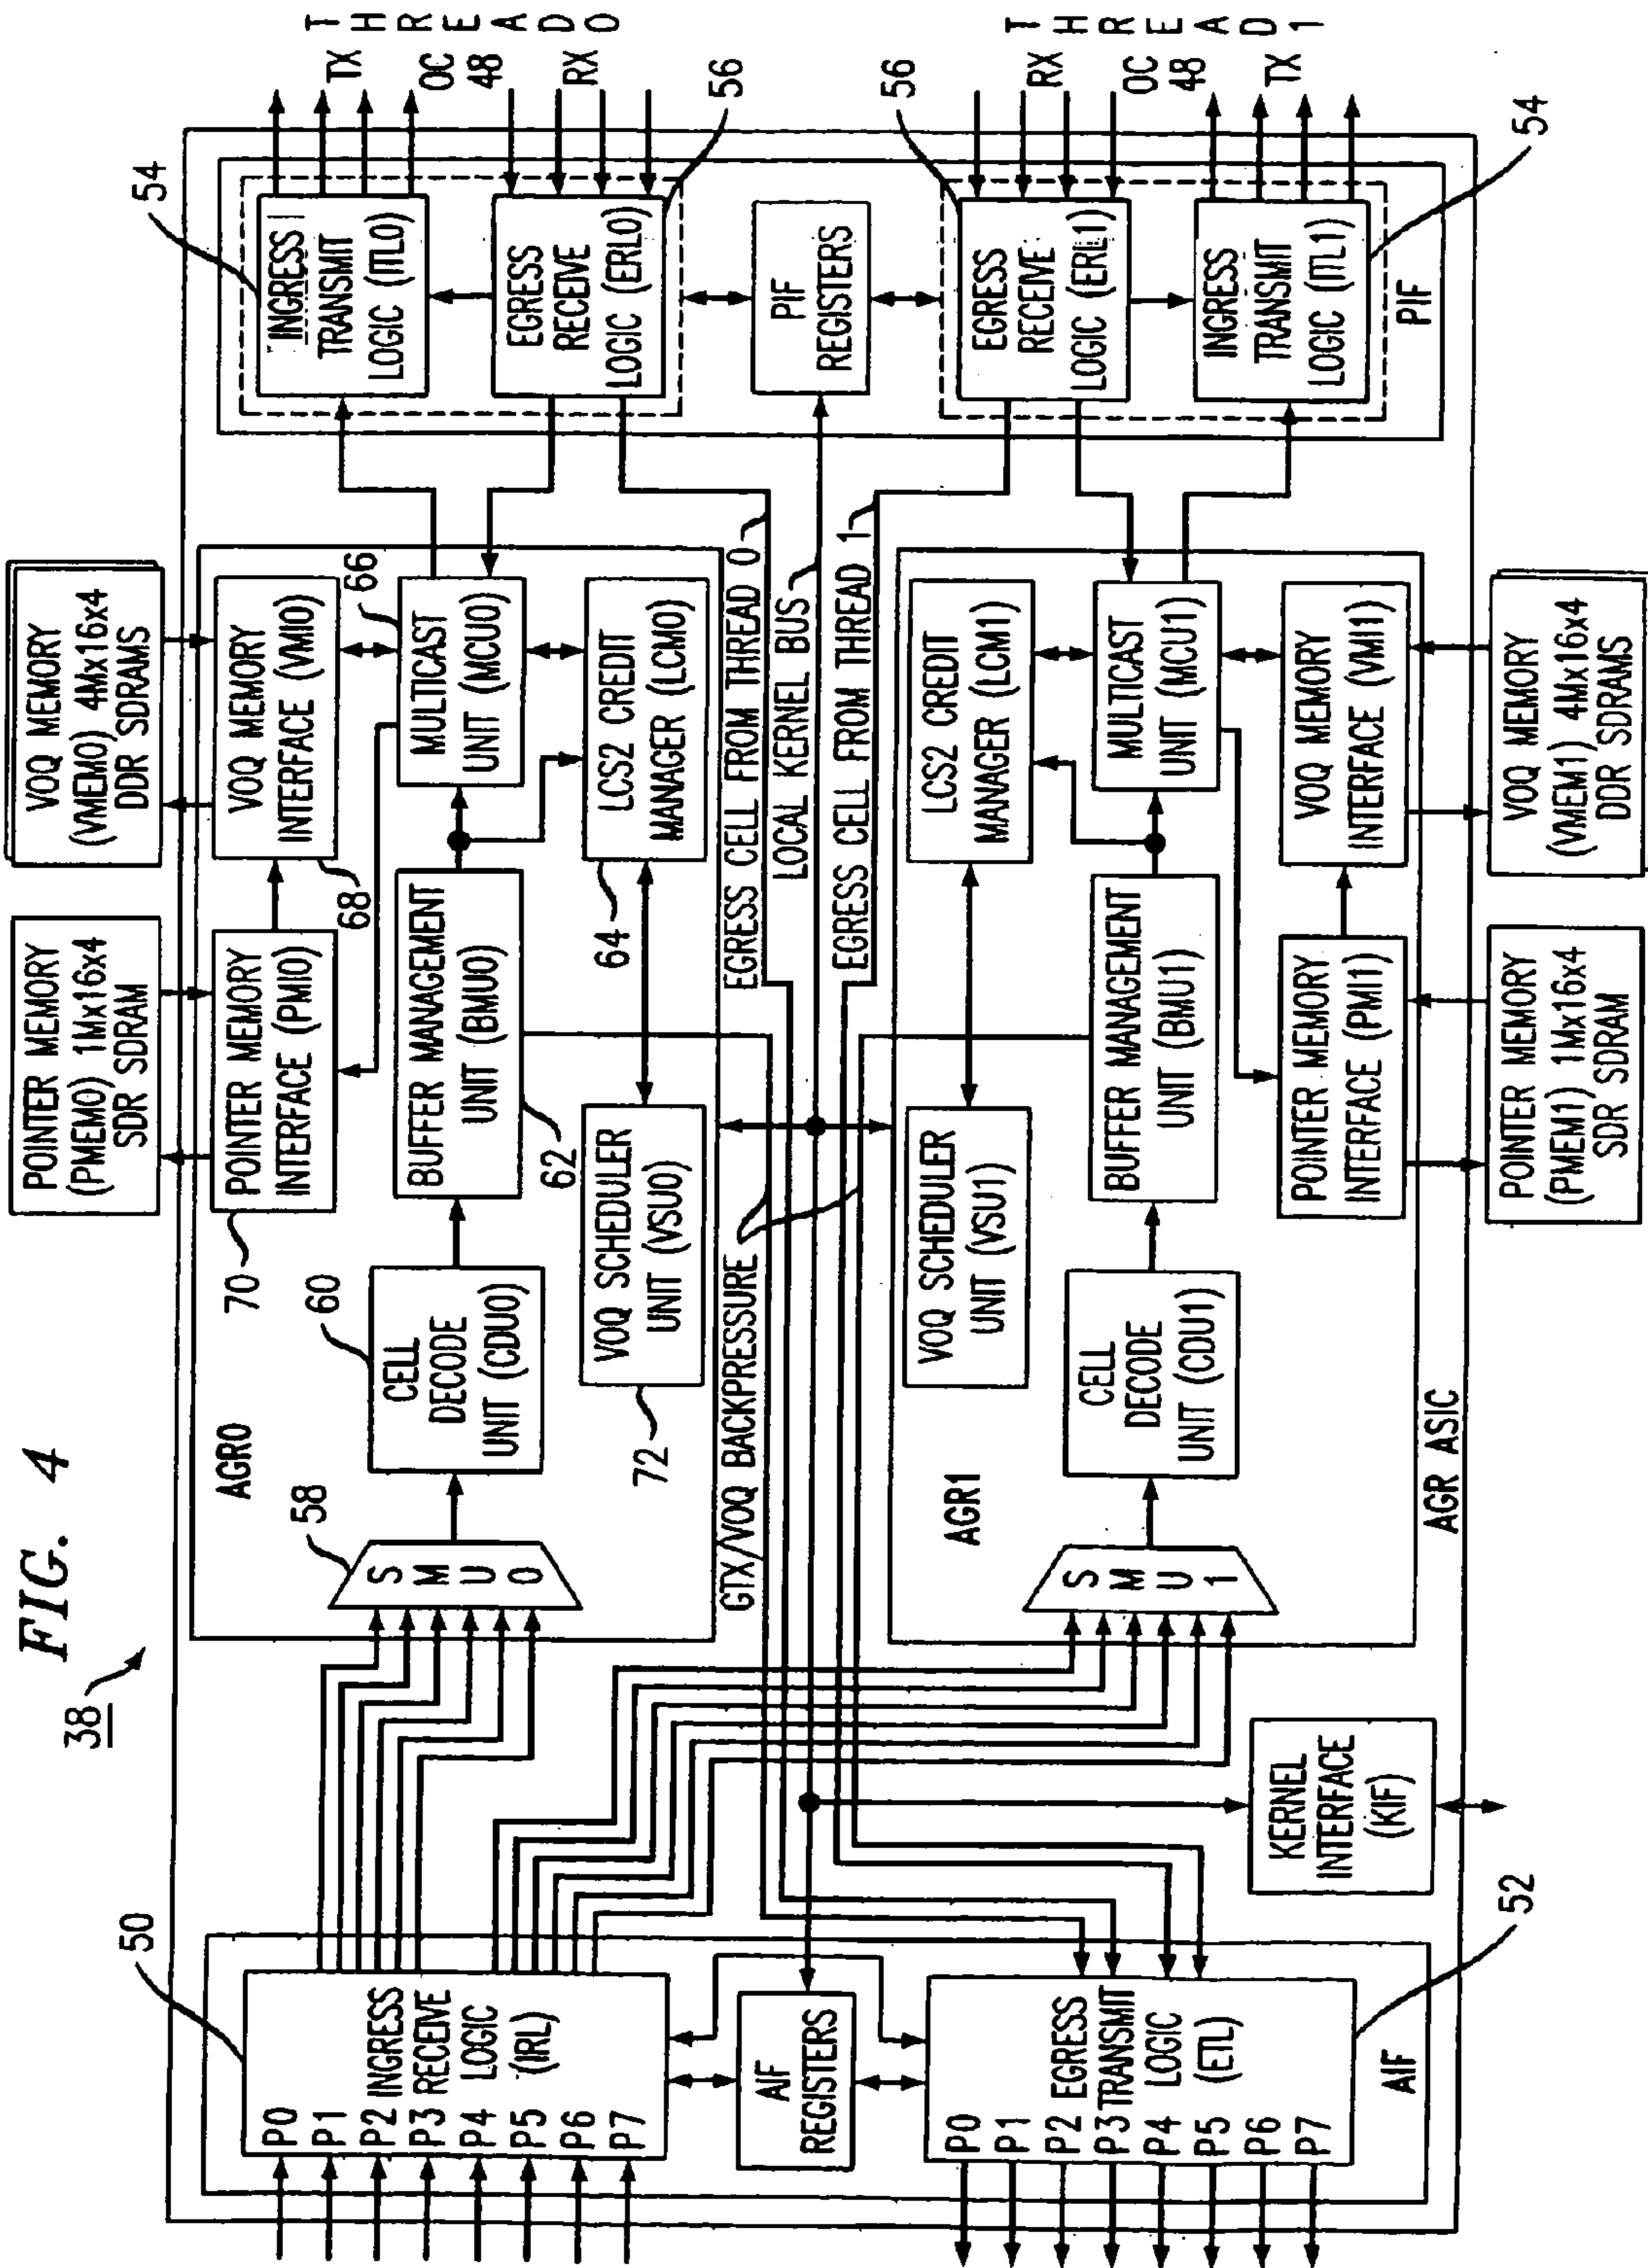 FIG. 4
38
50
P0
P1
P2
P3
P4
P5
P6
P7
INGRESS
RECEIVE
LOGIC
(IRL)
AIF
REGISTERS
P0
P1
P2
P3
P4
P5
P6
P7
EGRESS
TRANSMIT
LOGIC
(ETL)
AIF
52
KERNEL
INTERFACE
(KIF)
AGR0
58
SMU0
60
CELL
DECODE
UNIT (CDU0)
70
POINTER MEMORY
(PMEM0) 1Mx16x4
SDR SDRAM
POINTER MEMORY
INTERFACE (PMI0)
BUFFER MANAGEMENT
UNIT (BMU0)
62
VOQ SCHEDULER
UNIT (VSU0)
72
VOQ MEMORY
(VMEM0) 4Mx16x4
DDR SDRAMS
VOQ MEMORY
INTERFACE (VMI0)
68
66
MULTICAST
UNIT (MCU0)
LCS2 CREDIT
MANAGER (LCM0)
64
GTX/VOQ BACKPRESSURE
EGRESS CELL FROM THREAD 0
LOCAL KERNEL BUS
EGRESS CELL FROM THREAD 1
AGR1
SMU1
CELL
DECODE
UNIT (CDU1)
VOQ SCHEDULER
UNIT (VSU1)
BUFFER MANAGEMENT
UNIT (BMU1)
POINTER MEMORY
INTERFACE (PMI1)
POINTER MEMORY
(PMEM1) 1Mx16x4
SDR SDRAM
LCS2 CREDIT
MANAGER (LCM1)
MULTICAST
UNIT (MCU1)
VOQ MEMORY
INTERFACE (VMI1)
VOQ MEMORY
(VMEM1) 4Mx16x4
DDR SDRAMS
AGR ASIC
54
INGRESS
TRANSMIT
LOGIC (ITL0)
EGRESS
RECEIVE
LOGIC (ERL0)
56
PIF
REGISTERS
56
EGRESS
RECEIVE
LOGIC (ERL1)
INGRESS
TRANSMIT
LOGIC (ITL1)
54
PIF
TX
OC
48
RX
THREAD 0
RX
OC
48
TX
THREAD 1